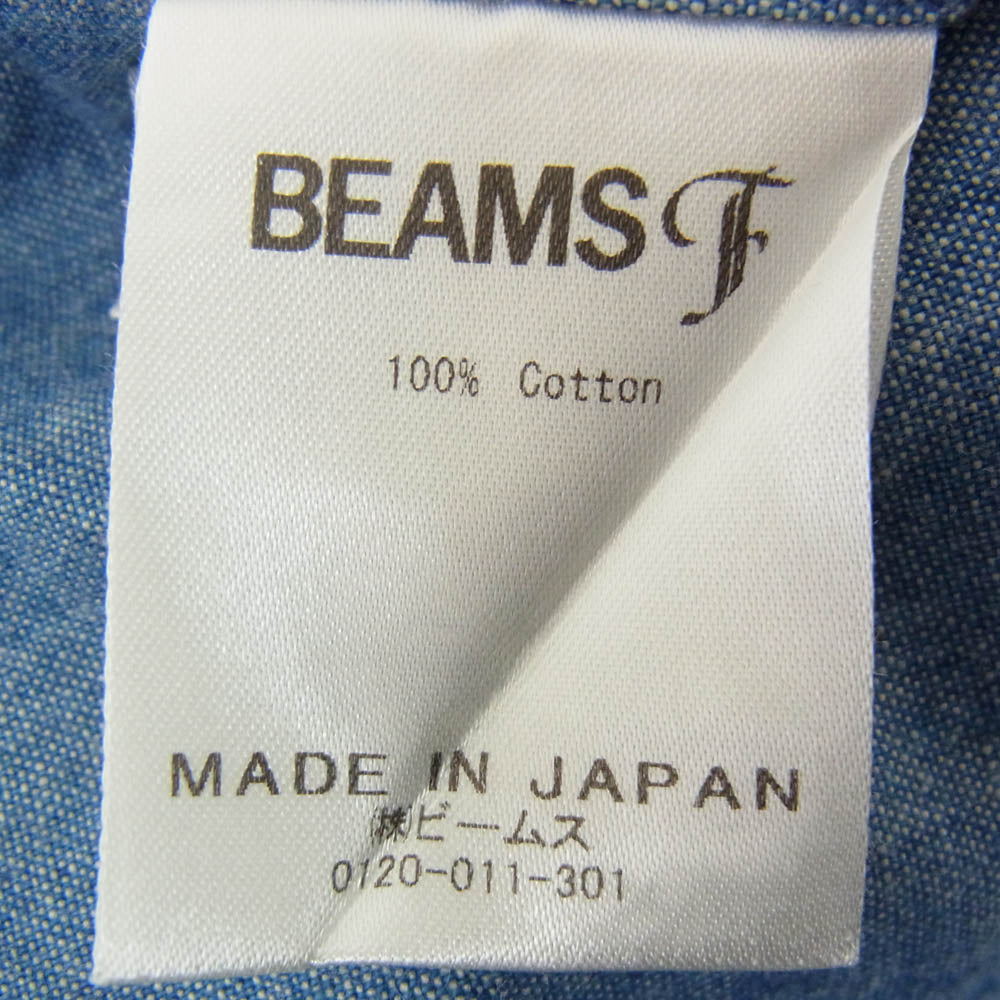 BEAMS F
100% Cotton
MADE IN JAPAN
㈱ビームス
0120-011-301